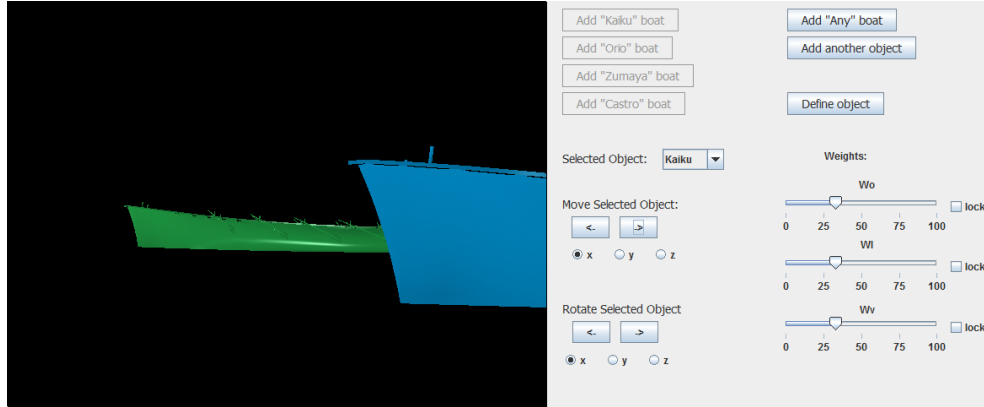 Add "Kaiku" boat
Add "Any" boat
Add "Orio" boat
Add another object
Add "Zumaya" boat
Add "Castro" boat
Define object
Selected Object:
Kaiku
Weights:
Wo
Move Selected Object:
lock
<-
->
0 25 50 75 100
x
y
z
Wl
lock
0 25 50 75 100
Rotate Selected Object
Wv
<-
->
lock
0 25 50 75 100
x
y
z